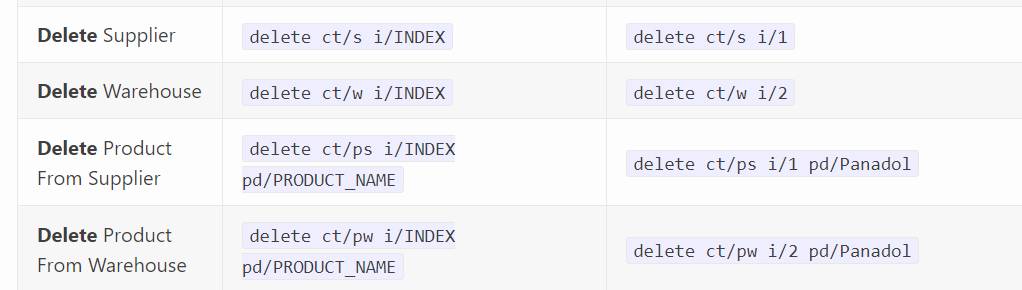 Delete Supplier
delete ct/s i/INDEX
delete ct/s i/1
Delete Warehouse
delete ct/w i/INDEX
delete ct/w i/2
Delete Product
From Supplier
delete ct/ps i/INDEX
pd/PRODUCT_NAME
delete ct/ps i/1 pd/Panadol
Delete Product
From Warehouse
delete ct/pw i/INDEX
pd/PRODUCT_NAME
delete ct/pw i/2 pd/Panadol